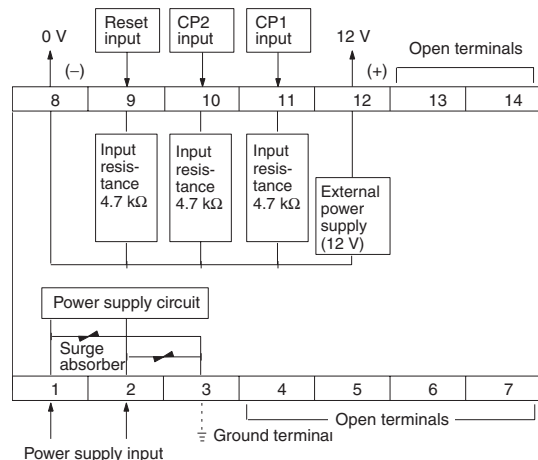 0 V
Reset
input
CP2
input
CP1
input
12 V
Open terminals
(–)
(+)
8 9 10 11 12 13 14
Input
resis-
tance
4.7 kΩ
Input
resis-
tance
4.7 kΩ
Input
resis-
tance
4.7 kΩ
External
power
supply
(12 V)
Power supply circuit
Surge
absorber
1 2 3 4 5 6 7
Open terminals
Ground terminal
Power supply input